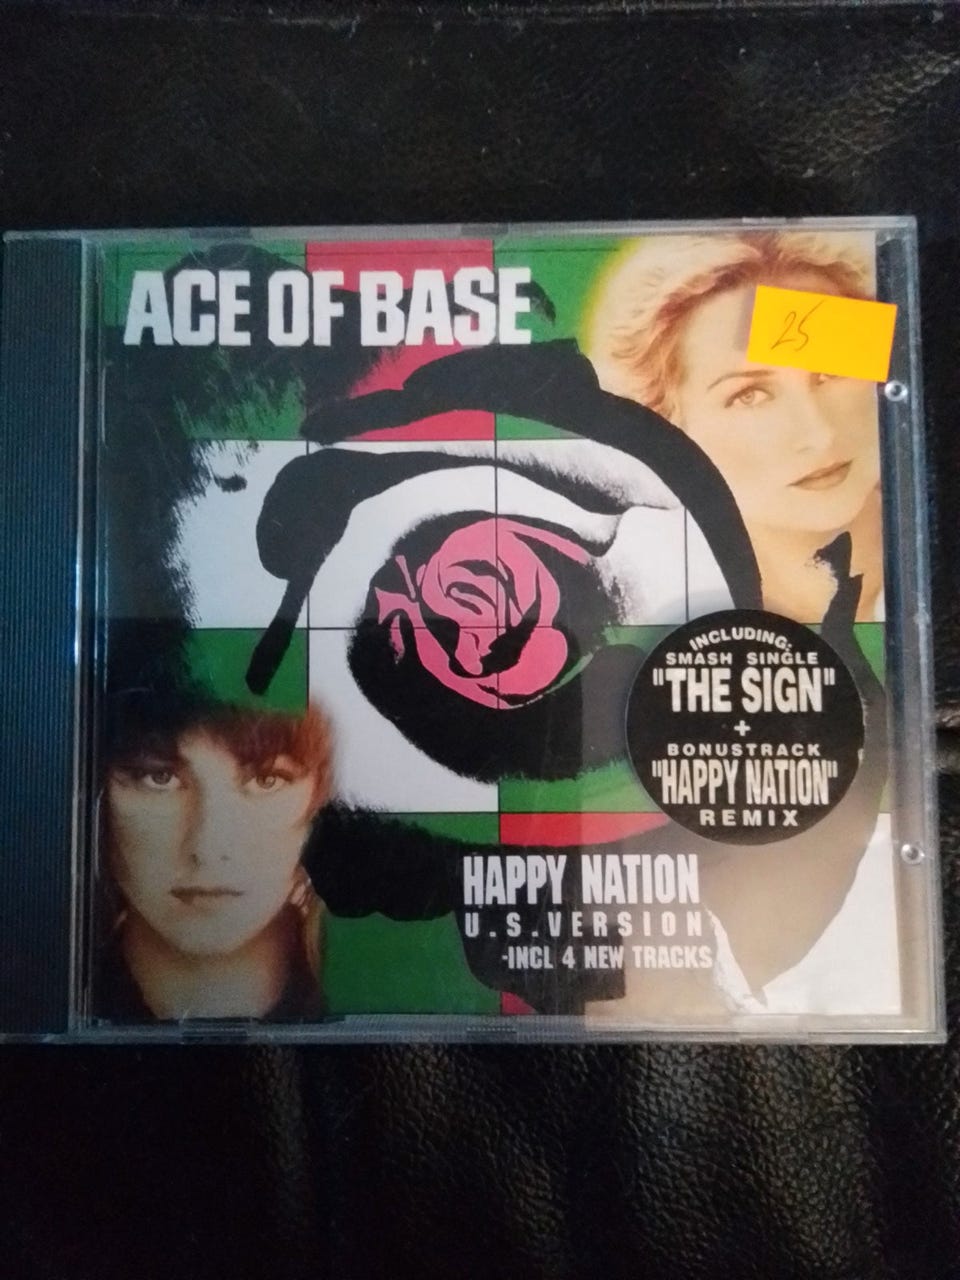 ACE OF BASE
25
INCLUDING:
SMASH SINGLE
"THE SIGN"
+
BONUSTRACK
"HAPPY NATION"
REMIX
HAPPY NATION
U.S. VERSION
-INCL 4 NEW TRACKS